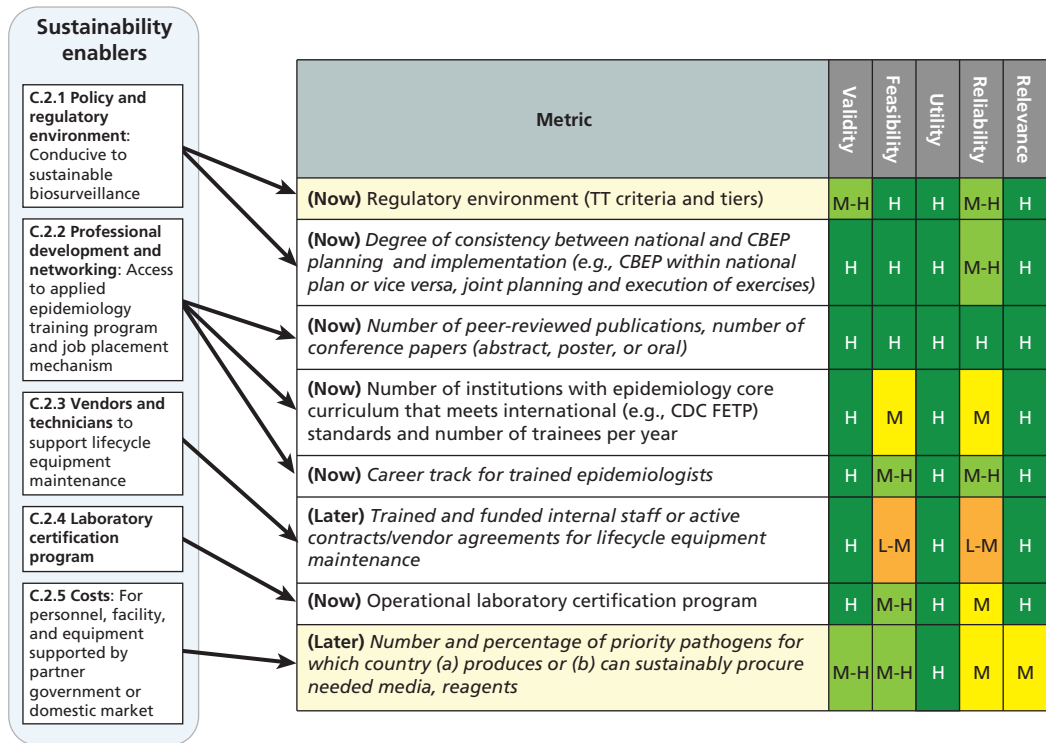 Sustainability
enablers
C.2.1 Policy and
regulatory
environment:
Conducive to
sustainable
biosurveillance
C.2.2 Professional
development and
networking: Access
to applied
epidemiology
training program
and job placement
mechanism
C.2.3 Vendors and
technicians to
support lifecycle
equipment
maintenance
C.2.4 Laboratory
certification
program
C.2.5 Costs: For
personnel, facility,
and equipment
supported by
partner
government or
domestic market
Metric
Validity
Feasibility
Utility
Reliability
Relevance
(Now) Regulatory environment (TT criteria and tiers)
M-H H H M-H H
(Now) Degree of consistency between national and CBEP
planning and implementation (e.g., CBEP within national
plan or vice versa, joint planning and execution of exercises)
H H H M-H H
(Now) Number of peer-reviewed publications, number of
conference papers (abstract, poster, or oral)
H H H H H
(Now) Number of institutions with epidemiology core
curriculum that meets international (e.g., CDC FETP)
standards and number of trainees per year
H M H M H
(Now) Career track for trained epidemiologists
H M-H H M-H H
(Later) Trained and funded internal staff or active
contracts/vendor agreements for lifecycle equipment
maintenance
H L-M H L-M H
(Now) Operational laboratory certification program
H M-H H M H
(Later) Number and percentage of priority pathogens for
which country (a) produces or (b) can sustainably procure
needed media, reagents
M-H M-H H M M